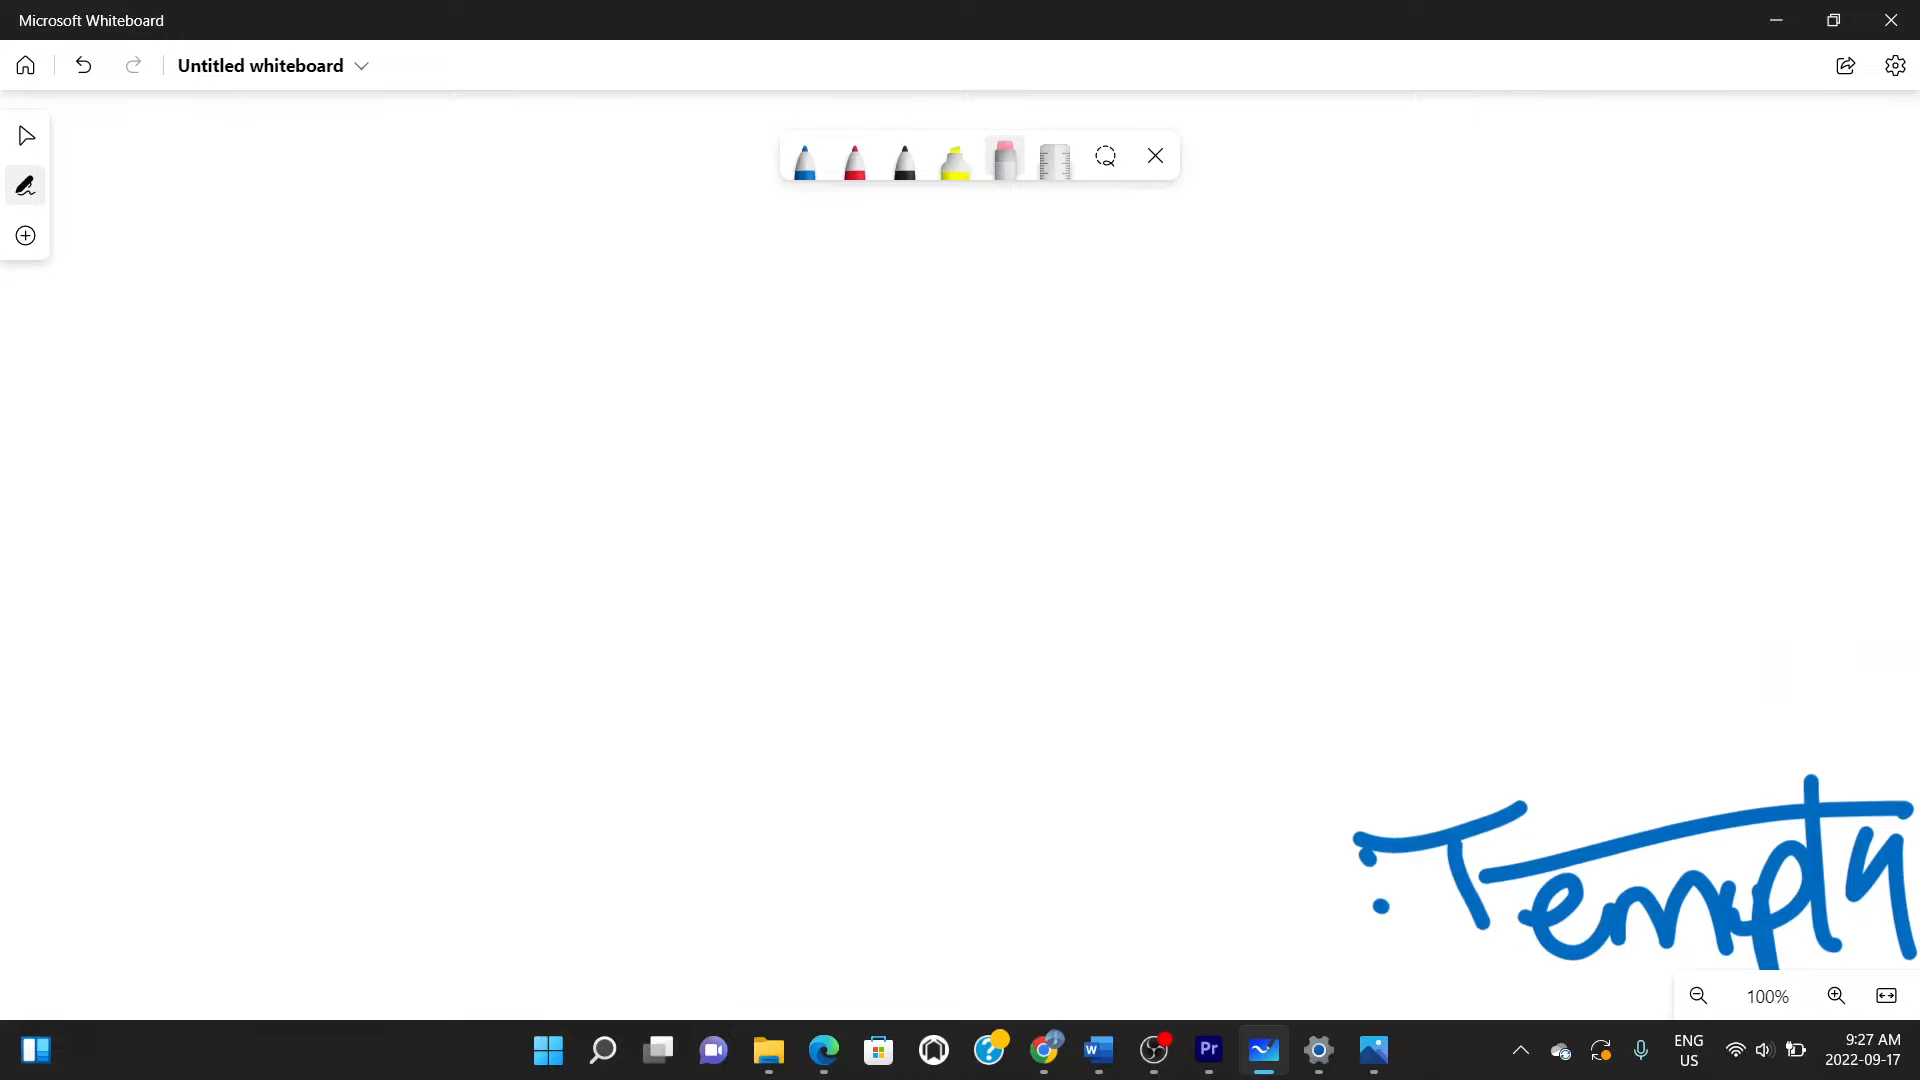 Microsoft Whiteboard
Untitled whiteboard
100%
ENG
US
9:27 AM
2022-09-17